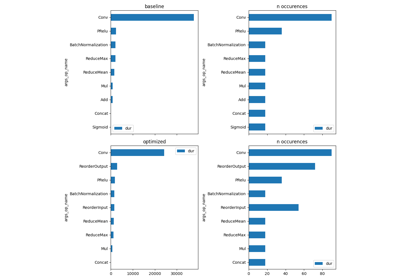 baseline
Conv
PRelu
BatchNormalization
ReduceMax
ReduceMean
Mul
Add
Concat
Sigmoid
args_op_name
dur
n occurences
Conv
PRelu
BatchNormalization
ReduceMax
ReduceMean
Mul
Add
Concat
Sigmoid
args_op_name
dur
optimized
Conv
ReorderOutput
PRelu
BatchNormalization
ReorderInput
ReduceMean
ReduceMax
Mul
Concat
args_op_name
dur
0 10000 20000 30000
n occurences
Conv
ReorderOutput
PRelu
BatchNormalization
ReorderInput
ReduceMean
ReduceMax
Mul
Concat
args_op_name
dur
0 20 40 60 80